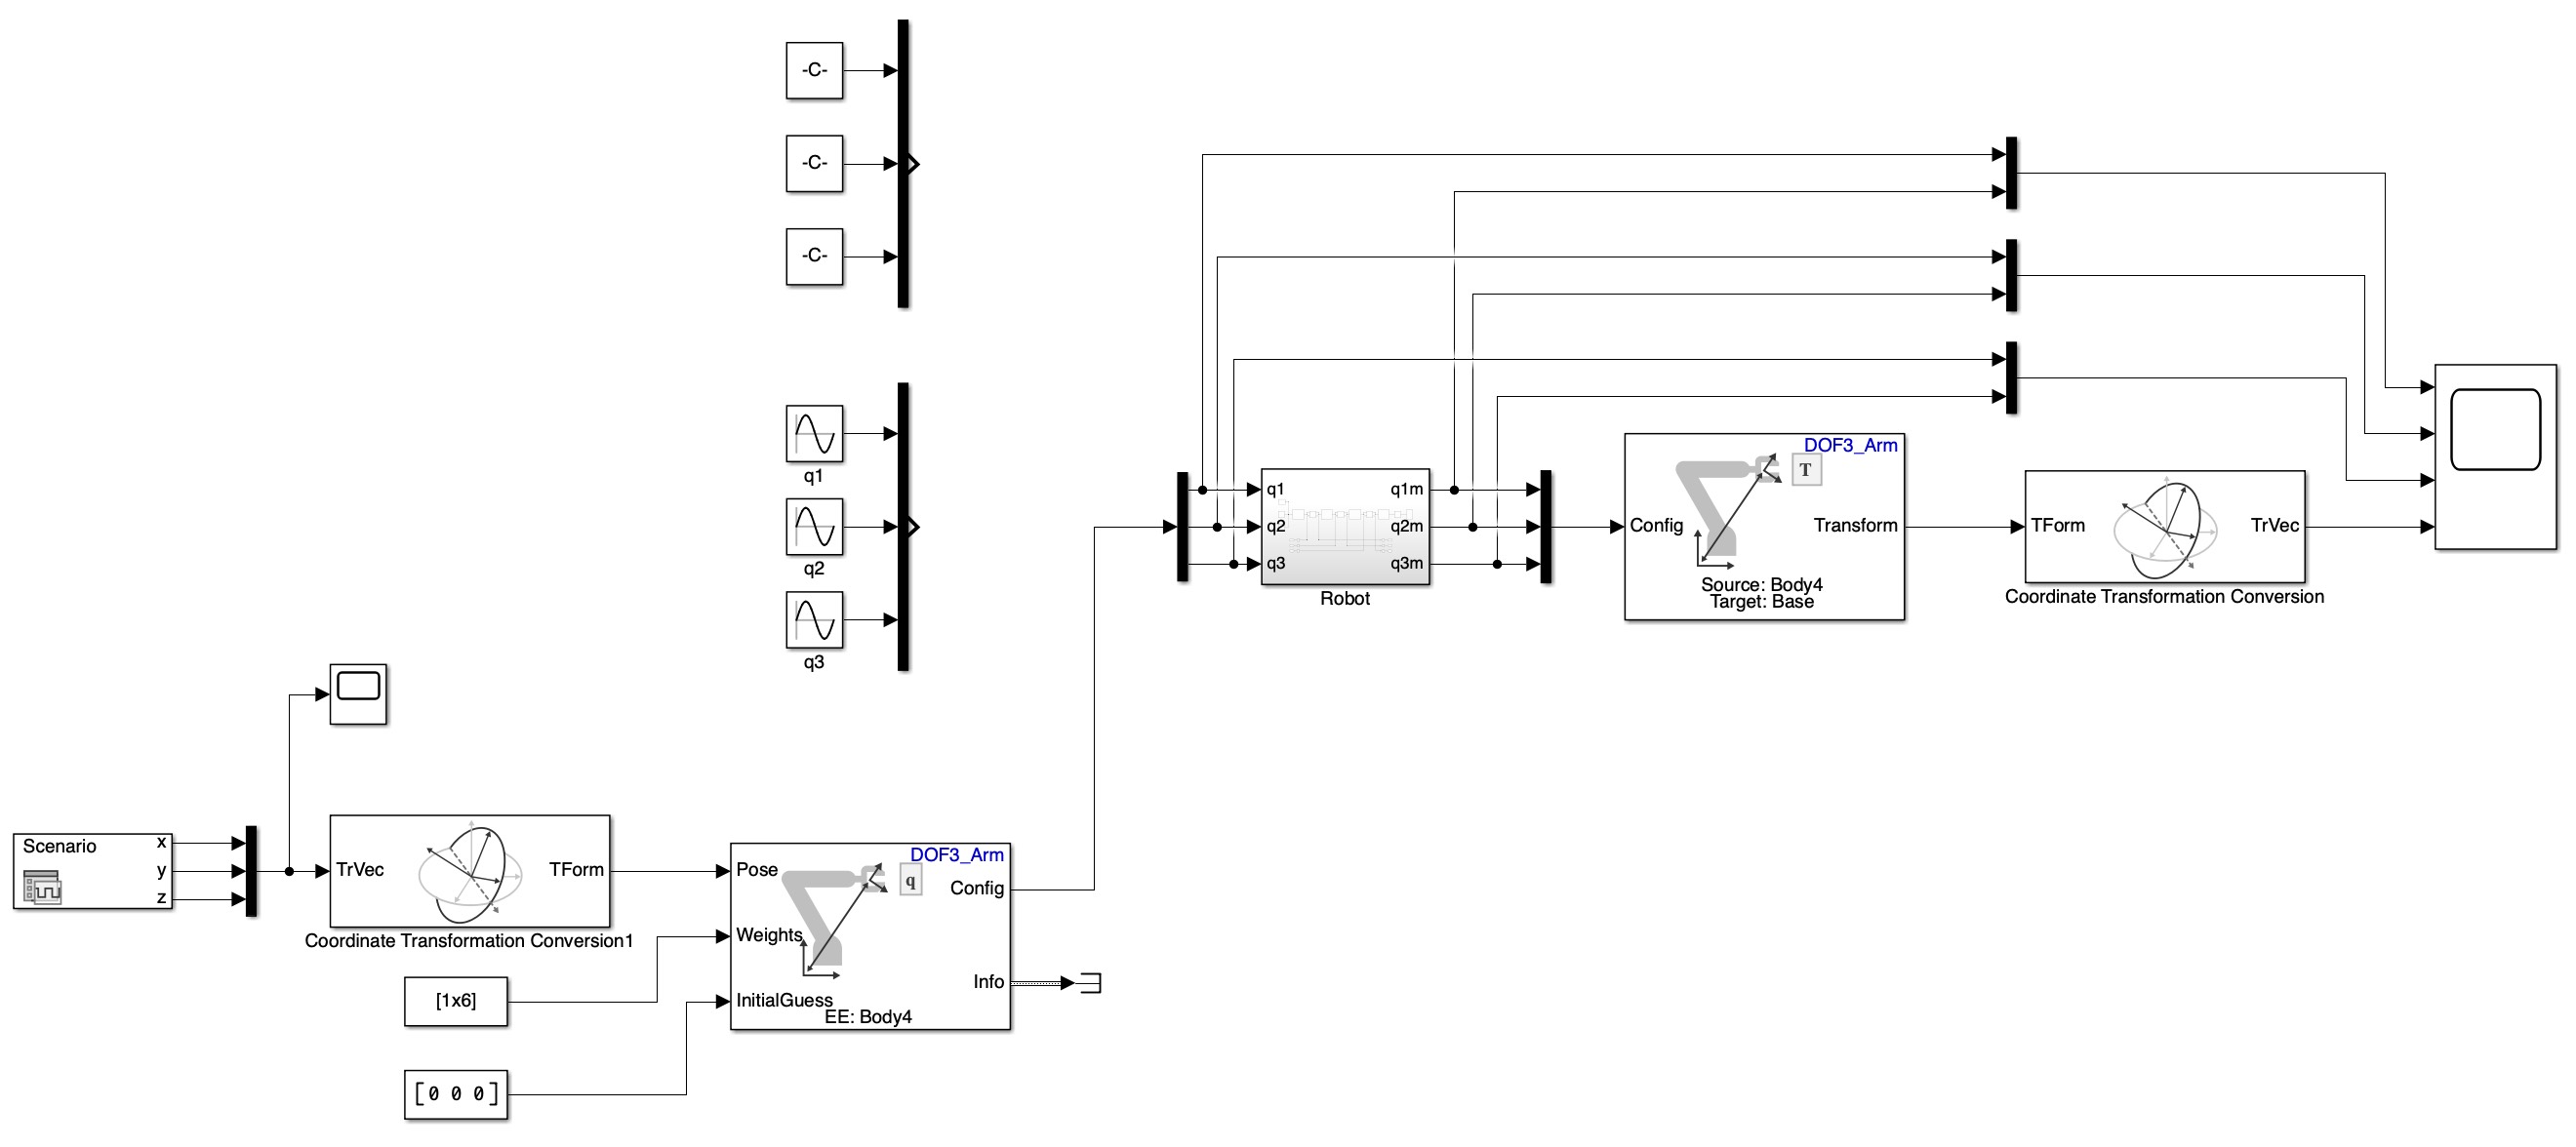 -C-
-C-
-C-
q1
q2
q3
q1
q2
q3
q1m
q2m
q3m
Robot
DOF3_Arm
T
Config
Transform
Source: Body4
Target: Base
TForm
TrVec
Coordinate Transformation Conversion
Scenario
x
y
z
TrVec
TForm
Coordinate Transformation Conversion1
DOF3_Arm
q
Pose
Config
Weights
Info
InitialGuess
EE: Body4
[1x6]
[0 0 0]